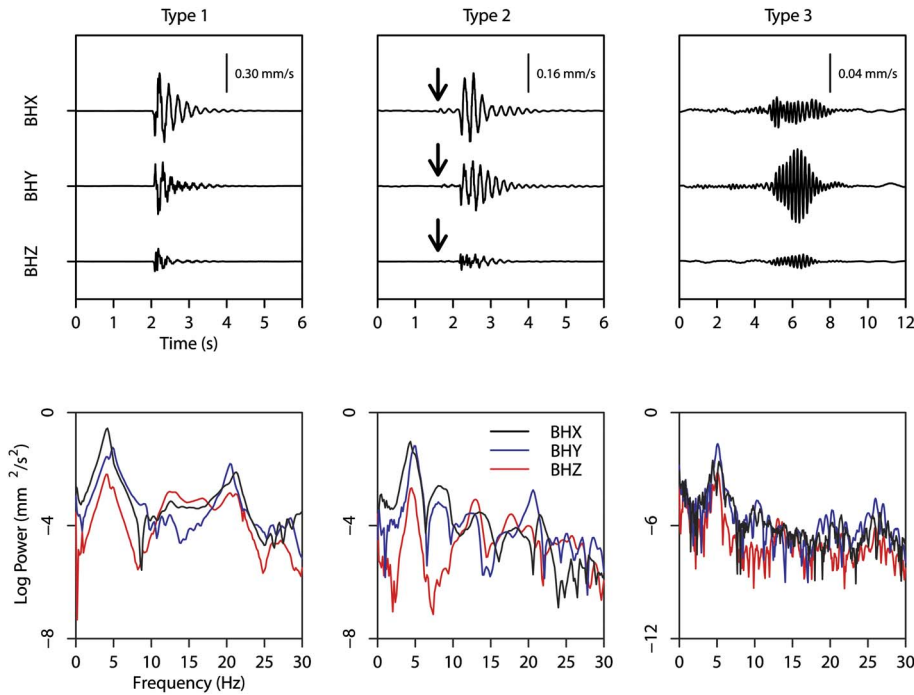 Type 1
Type 2
Type 3
0.30 mm/s
0.16 mm/s
0.04 mm/s
BHX
BHY
BHZ
0 1 2 3 4 5 6
0 1 2 3 4 5 6
0 2 4 6 8 10 12
Time (s)
0
−4
−8
0
−4
−8
0
−6
−12
BHX
BHY
BHZ
Log Power (mm²/s²)
0 5 10 15 20 25 30
0 5 10 15 20 25 30
0 5 10 15 20 25 30
Frequency (Hz)